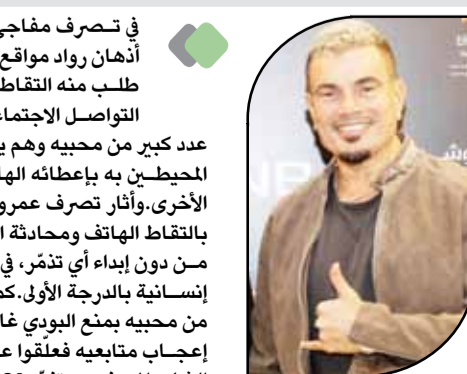 في تـصرف مفاجـ
أذهان رواد مواقع
طلـب منه التقاط
التواصـل الاجتماع
عدد كبير من محبيه وهم ي
المحيطـين به بإعطائه اله
الأخرى.وأثار تصرف عمرو
بالتقاط الهاتف ومحادثة ا
مـن دون إبداء أي تذمّر، في
إنسـانية بالدرجة الأولى.كم
من محبيه بمنع البودي غا
إعجـاب متابعيه فعلّقوا ع